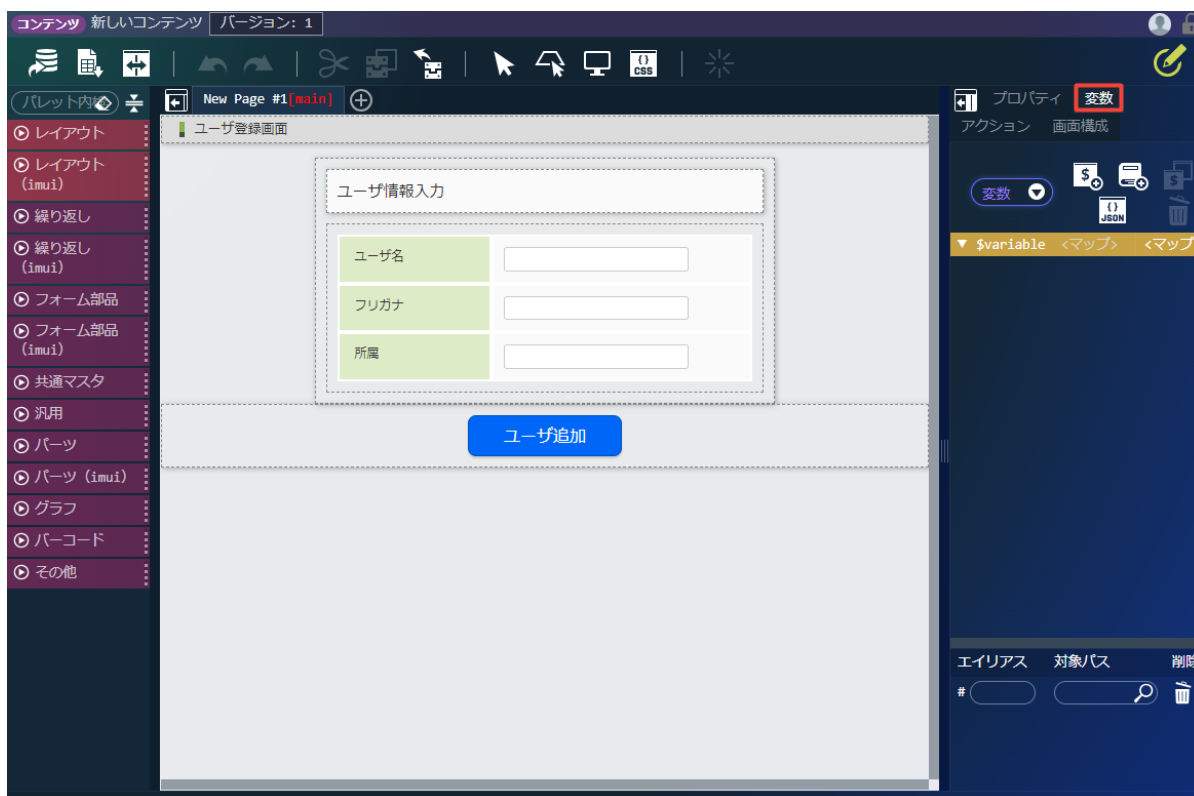 コンテンツ 新しいコンテンツ バージョン: 1
{} CSS
パレット内
New Page #1[main]
プロパティ 変数
アクション 画面構成
レイアウト
レイアウト
(imui)
繰り返し
繰り返し
(imui)
フォーム部品
フォーム部品
(imui)
共通マスタ
汎用
パーツ
パーツ (imui)
グラフ
バーコード
その他
ユーザ登録画面
ユーザ情報入力
ユーザ名
フリガナ
所属
ユーザ追加
変数
$
$
{} JSON
▼ $variable <マップ> <マップ
エイリアス 対象パス 削除
#